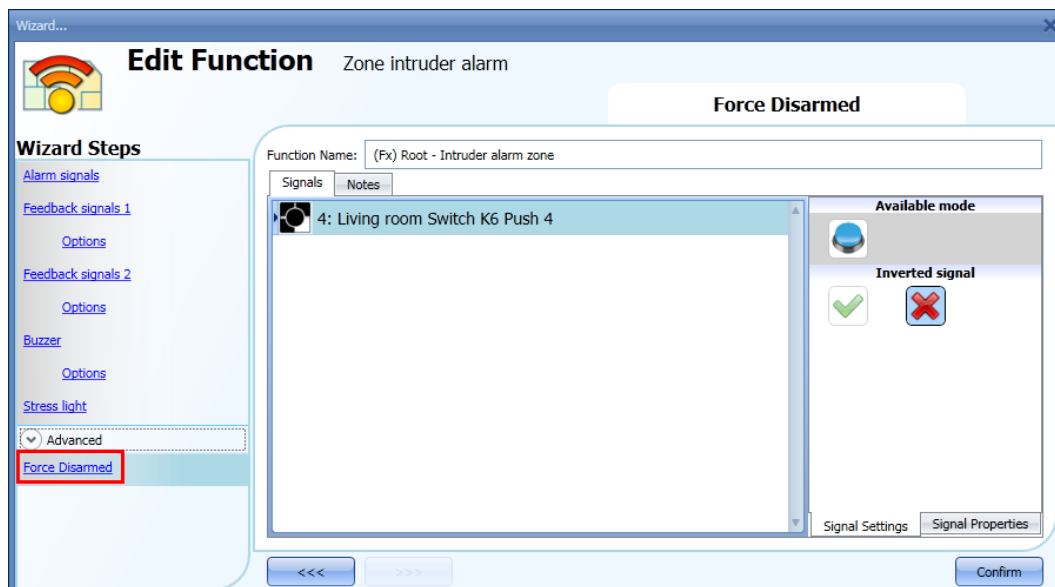 Wizard...
Edit Function Zone intruder alarm
Force Disarmed
Wizard Steps
Alarm signals
Feedback signals 1
Options
Feedback signals 2
Options
Buzzer
Options
Stress light
Advanced
Force Disarmed
Function Name: (Fx) Root - Intruder alarm zone
Signals Notes
4: Living room Switch K6 Push 4
Available mode
Inverted signal
Signal Settings Signal Properties
<<< >>> Confirm